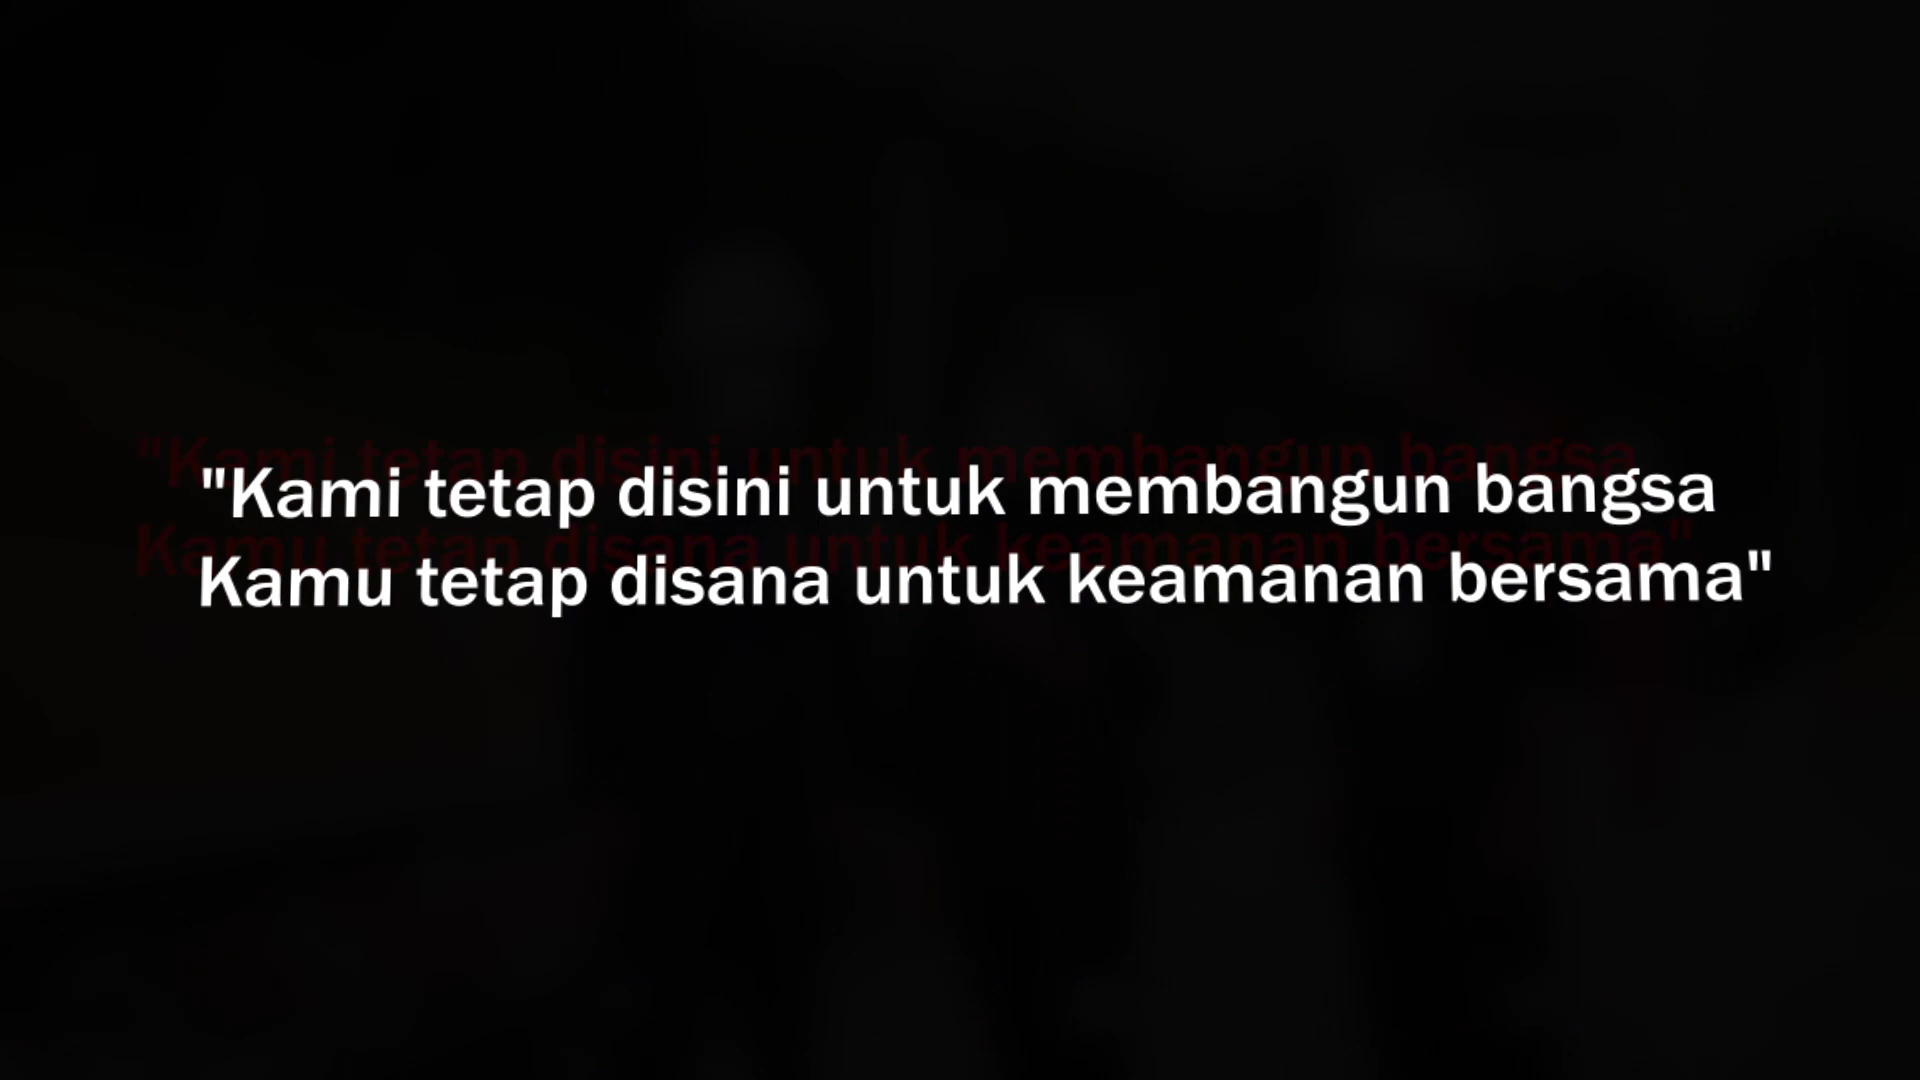 "Kami tetap disini untuk membangun bangsa
Kamu tetap disana untuk keamanan bersama"